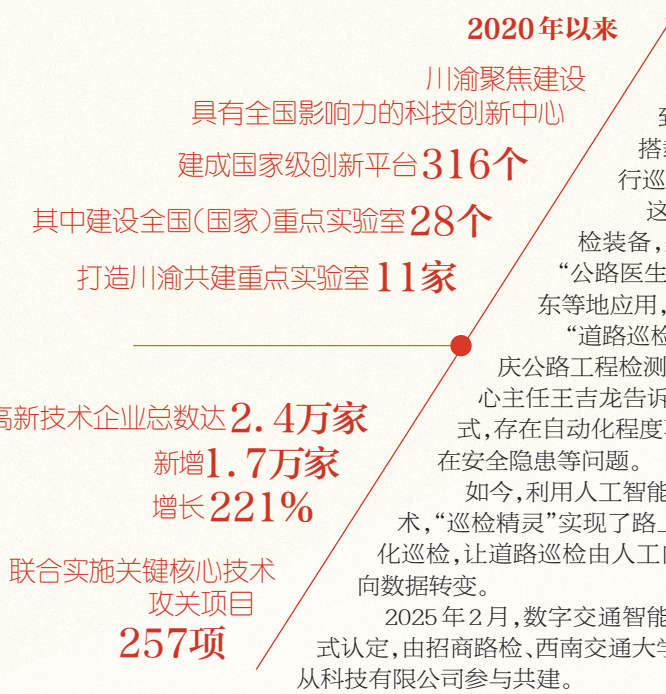 2020年以来
川渝聚焦建设
具有全国影响力的科技创新中心
建成国家级创新平台316个
其中建设全国（国家）重点实验室28个
打造川渝共建重点实验室11家
高新技术企业总数达2.4万家
新增1.7万家
增长221%
联合实施关键核心技术
攻关项目
257项
搭
行巡
这
检装备，
“公路医生
东等地应用，
“道路巡检
庆公路工程检测
心主任王吉龙告诉
式，存在自动化程度
在安全隐患等问题。
如今，利用人工智能
术，“巡检精灵”实现了路上
化巡检，让道路巡检由人工
向数据转变。
2025年2月，数字交通智能
式认定，由招商路检、西南交通大学
从科技有限公司参与共建。